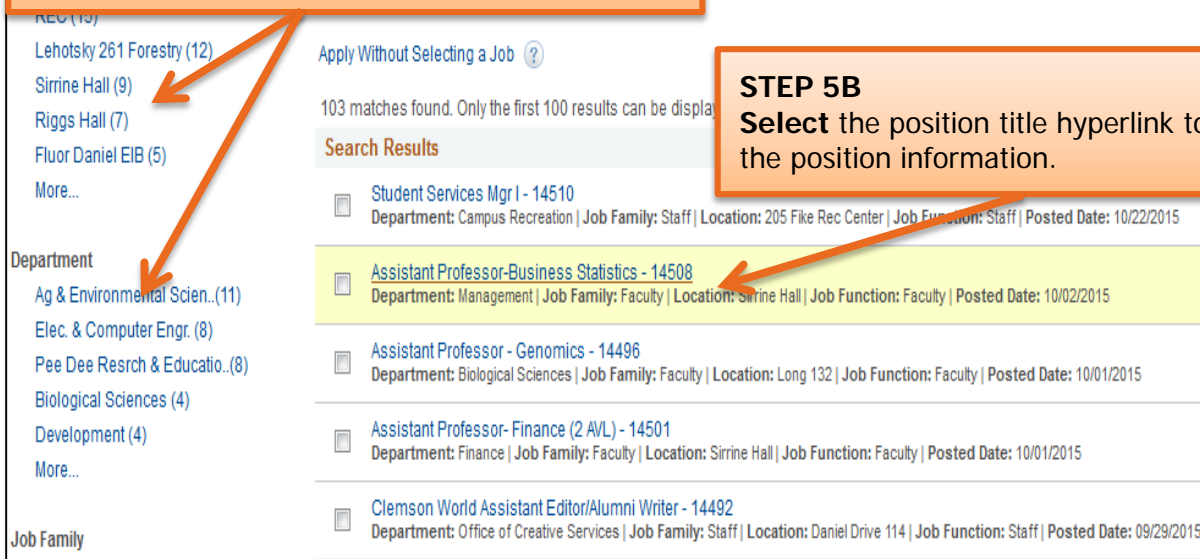 REC (15)
Lehotsky 261 Forestry (12)
Sirrine Hall (9)
Riggs Hall (7)
Fluor Daniel EIB (5)
More...
Department
Ag & Environmental Scien..(11)
Elec. & Computer Engr. (8)
Pee Dee Resrch & Educatio..(8)
Biological Sciences (4)
Development (4)
More...
Job Family
Apply Without Selecting a Job ?
103 matches found. Only the first 100 results can be display
STEP 5B
Select the position title hyperlink to
the position information.
Search Results
Student Services Mgr I - 14510
Department: Campus Recreation | Job Family: Staff | Location: 205 Fike Rec Center | Job Function: Staff | Posted Date: 10/22/2015
Assistant Professor-Business Statistics - 14508
Department: Management | Job Family: Faculty | Location: Sirrine Hall | Job Function: Faculty | Posted Date: 10/02/2015
Assistant Professor - Genomics - 14496
Department: Biological Sciences | Job Family: Faculty | Location: Long 132 | Job Function: Faculty | Posted Date: 10/01/2015
Assistant Professor- Finance (2 AVL) - 14501
Department: Finance | Job Family: Faculty | Location: Sirrine Hall | Job Function: Faculty | Posted Date: 10/01/2015
Clemson World Assistant Editor/Alumni Writer - 14492
Department: Office of Creative Services | Job Family: Staff | Location: Daniel Drive 114 | Job Function: Staff | Posted Date: 09/29/2015